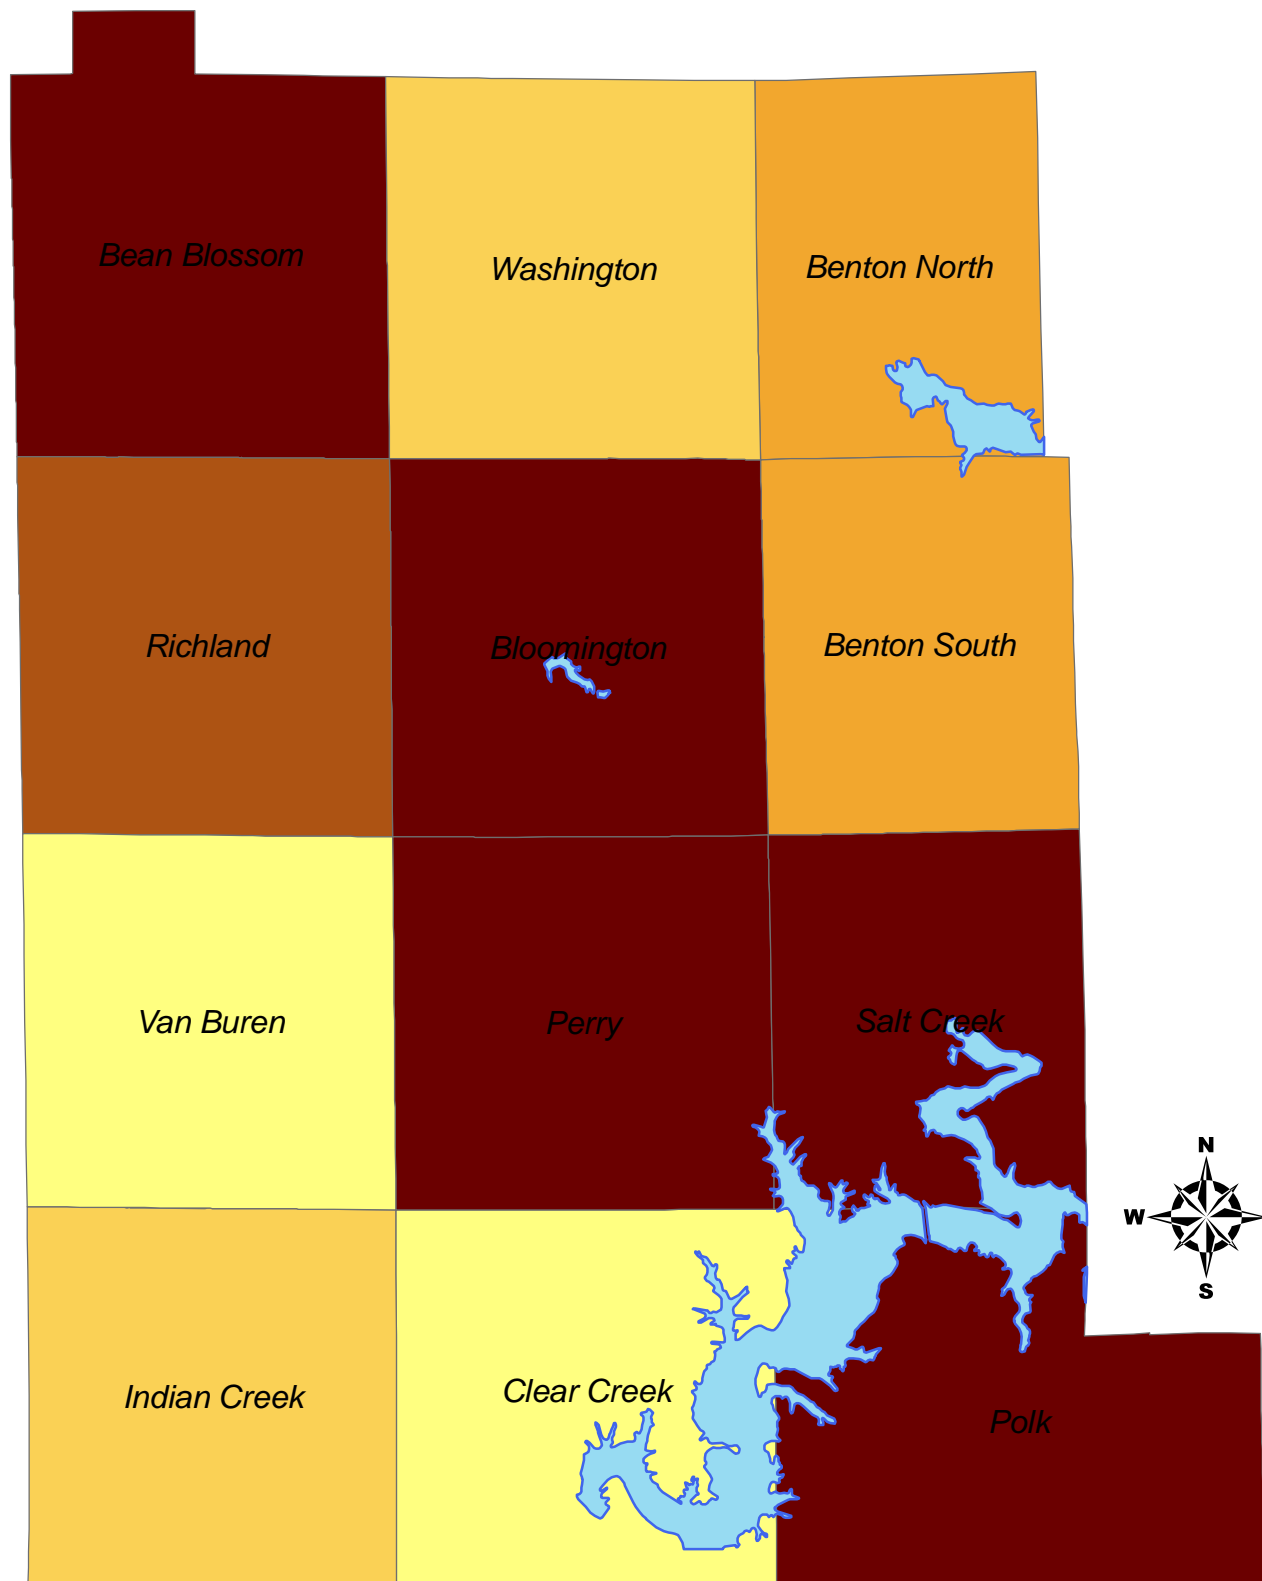 Bean Blossom
Washington
Benton North
Richland
Bloomington
Benton South
Van Buren
Perry
Salt Creek
N
W
S
Indian Creek
Clear Creek
Polk